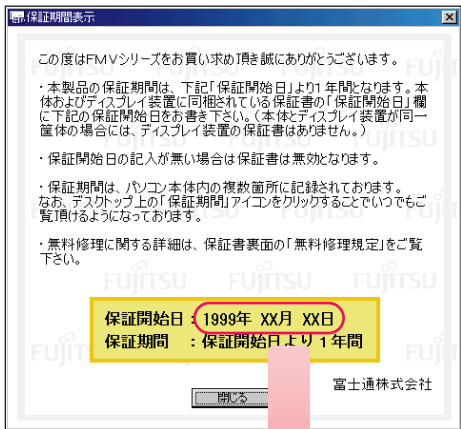 保証期間表示
この度はFMVシリーズをお買い求め頂き誠にありがとうございます。
・本製品の保証期間は、下記「保証開始日」より1年間となります。本
体およびディスプレイ装置に同梱されている保証書の「保証開始日」欄
に下記の保証開始日をお書き下さい。（本体とディスプレイ装置が同一
筐体の場合には、ディスプレイ装置の保証書はありません。）
・保証開始日の記入が無い場合は保証書は無効となります。
・保証期間は、パソコン本体内の複数箇所に記録されております。
なお、デスクトップ上の「保証期間」アイコンをクリックすることでいつでもご
覧頂けるようになっております。
・無料修理に関する詳細は、保証書裏面の「無料修理規定」をご覧
下さい。
保証開始日：1999年 XX月 XX日
保証期間 ：保証開始日より1年間
富士通株式会社
閉じる